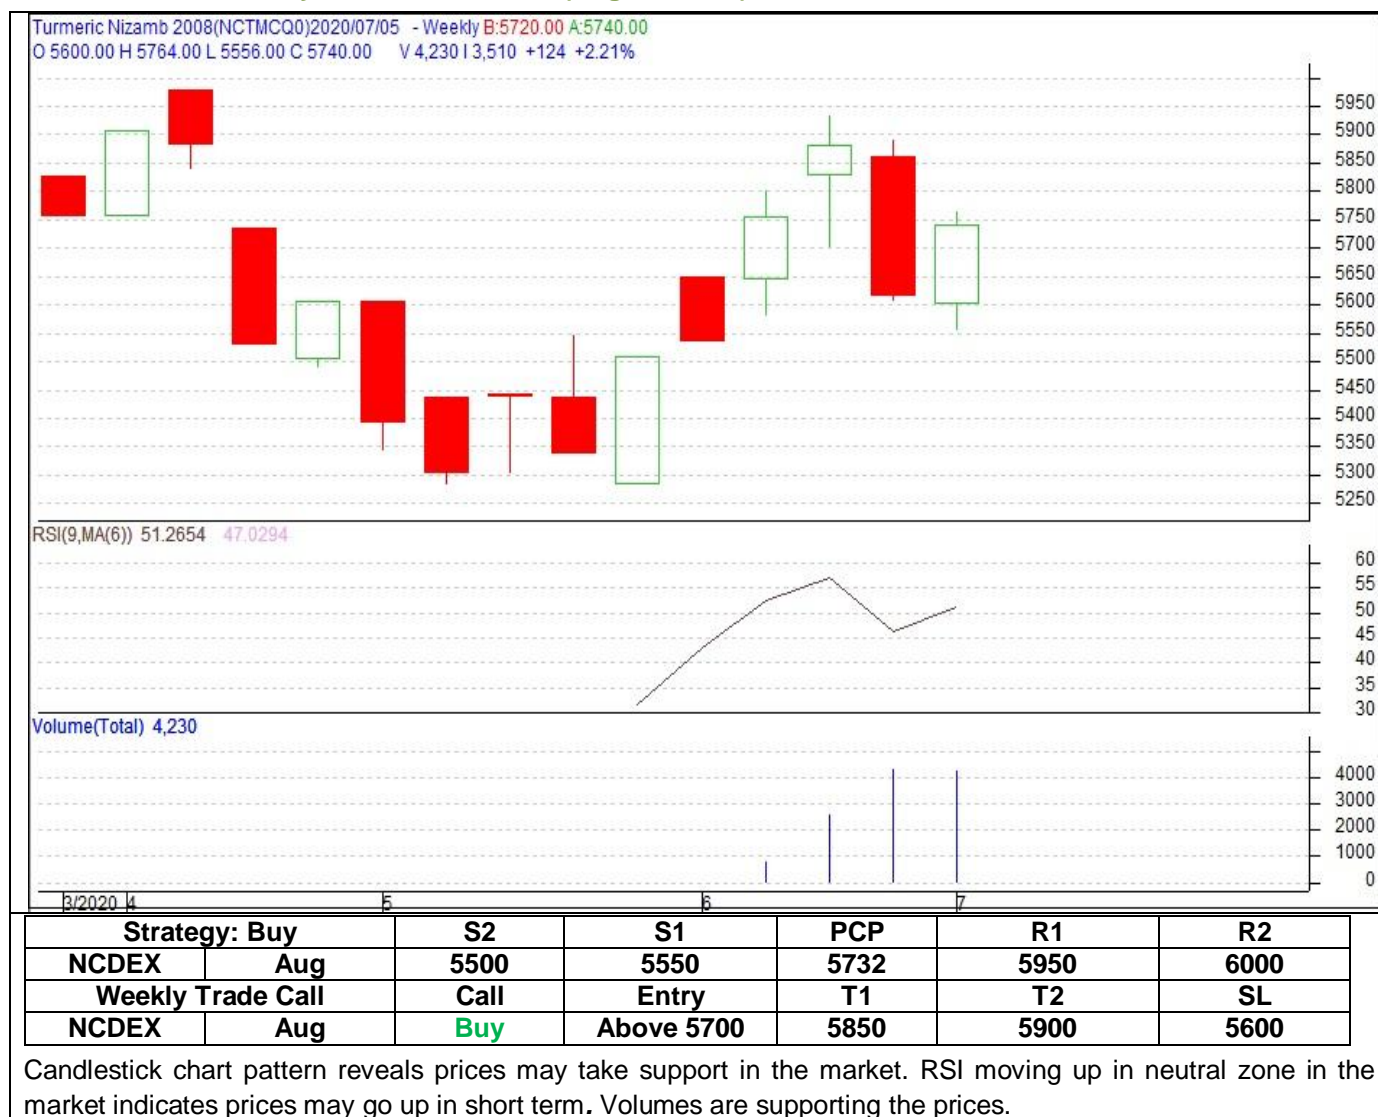 Turmeric Nizamb 2008(NCTMCQ0)2020/07/05 - Weekly B:5720.00 A:5740.00
O 5600.00 H 5764.00 L 5556.00 C 5740.00 V 4,230 I 3,510 +124 +2.21%
5950
5900
5850
5800
5750
5700
5650
5600
5550
5500
5450
5400
5350
5300
5250
RSI(9,MA(6)) 51.2654 47.0294
60
55
50
45
40
35
30
Volume(Total) 4,230
4000
3000
2000
1000
0
3/2020 4 5 6 7
Strategy: Buy S2 S1 PCP R1 R2
NCDEX Aug 5500 5550 5732 5950 6000
Weekly Trade Call Call Entry T1 T2 SL
NCDEX Aug Buy Above 5700 5850 5900 5600
Candlestick chart pattern reveals prices may take support in the market. RSI moving up in neutral zone in the
market indicates prices may go up in short term. Volumes are supporting the prices.